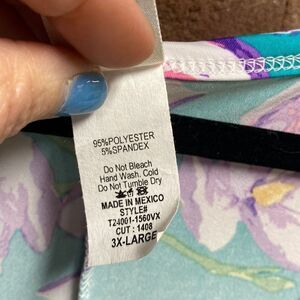 95%POLYESTER
5%SPANDEX
Do Not Bleach
Hand Wash, Cold
Do Not Tumble Dry
MADE IN MEXICO
STYLE#
T24001-1560VX
CUT : 1408
3X-LARGE